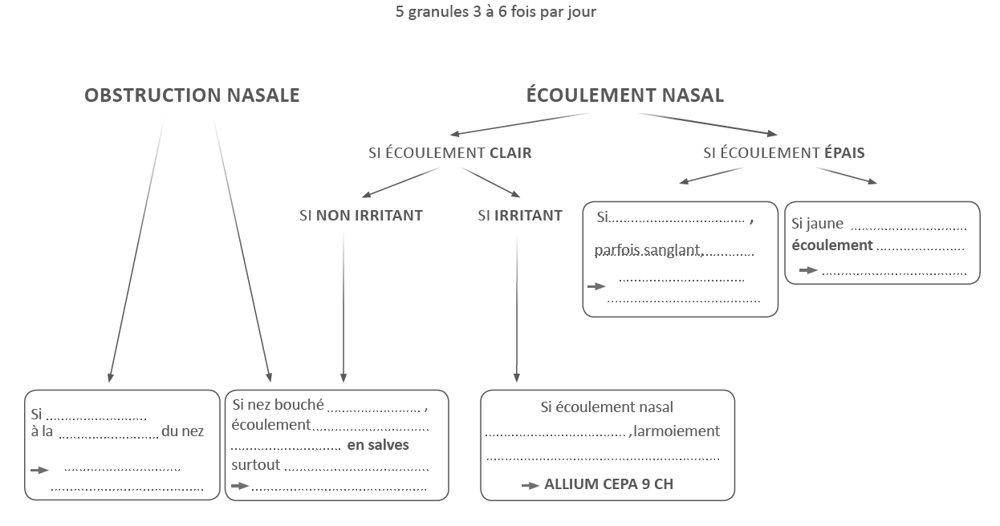 5 granules 3 à 6 fois par jour
OBSTRUCTION NASALE
ÉCOULEMENT NASAL
SI ÉCOULEMENT CLAIR
SI ÉCOULEMENT ÉPAIS
SI NON IRRITANT
SI IRRITANT
Si.............................. ,
parfois sanglant,..............
..............................
..............................
Si jaune ..............................
écoulement ..............................
..............................
Si ..............................
à la .............................. du nez
..............................
..............................
Si nez bouché .............................. ,
écoulement..............................
.............................. en salves
surtout ..............................
..............................
Si écoulement nasal
.............................. ,larmoiement
..............................
ALLIUM CEPA 9 CH